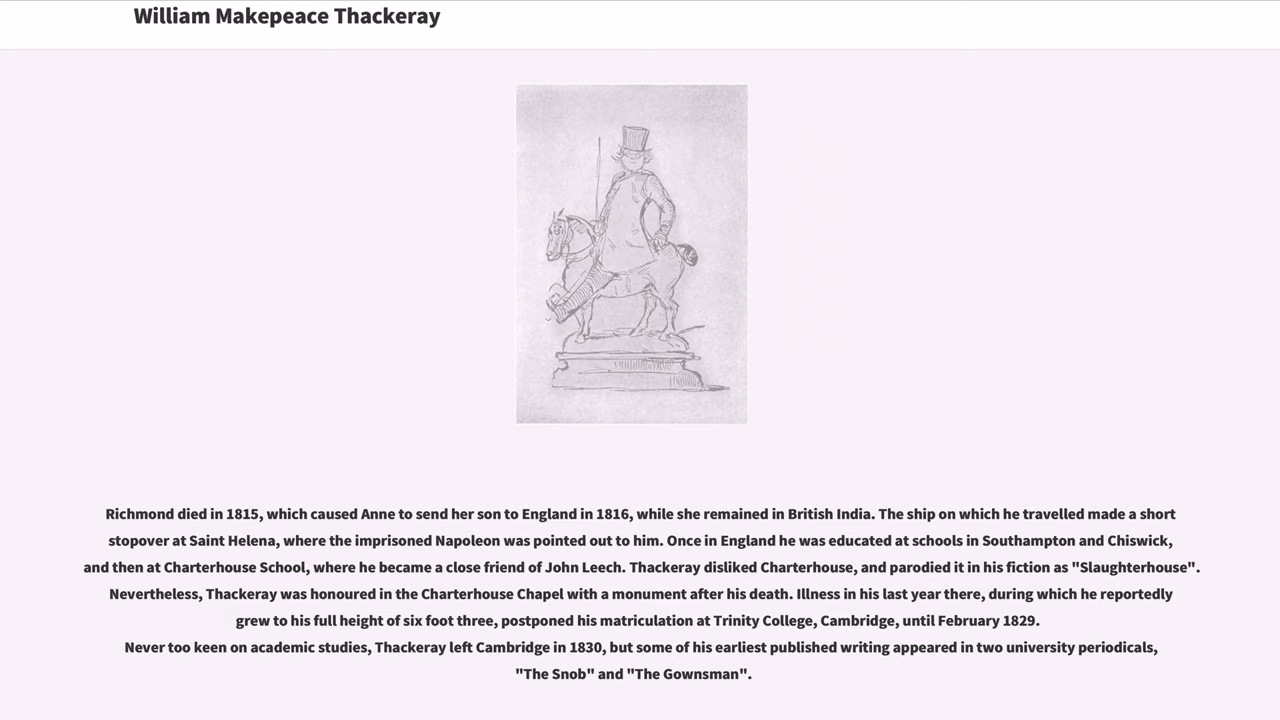 William Makepeace Thackeray
Richmond died in 1815, which caused Anne to send her son to England in 1816, while she remained in British India. The ship on which he travelled made a short
stopover at Saint Helena, where the imprisoned Napoleon was pointed out to him. Once in England he was educated at schools in Southampton and Chiswick,
and then at Charterhouse School, where he became a close friend of John Leech. Thackeray disliked Charterhouse, and parodied it in his fiction as "Slaughterhouse".
Nevertheless, Thackeray was honoured in the Charterhouse Chapel with a monument after his death. Illness in his last year there, during which he reportedly
grew to his full height of six foot three, postponed his matriculation at Trinity College, Cambridge, until February 1829.
Never too keen on academic studies, Thackeray left Cambridge in 1830, but some of his earliest published writing appeared in two university periodicals,
"The Snob" and "The Gownsman".